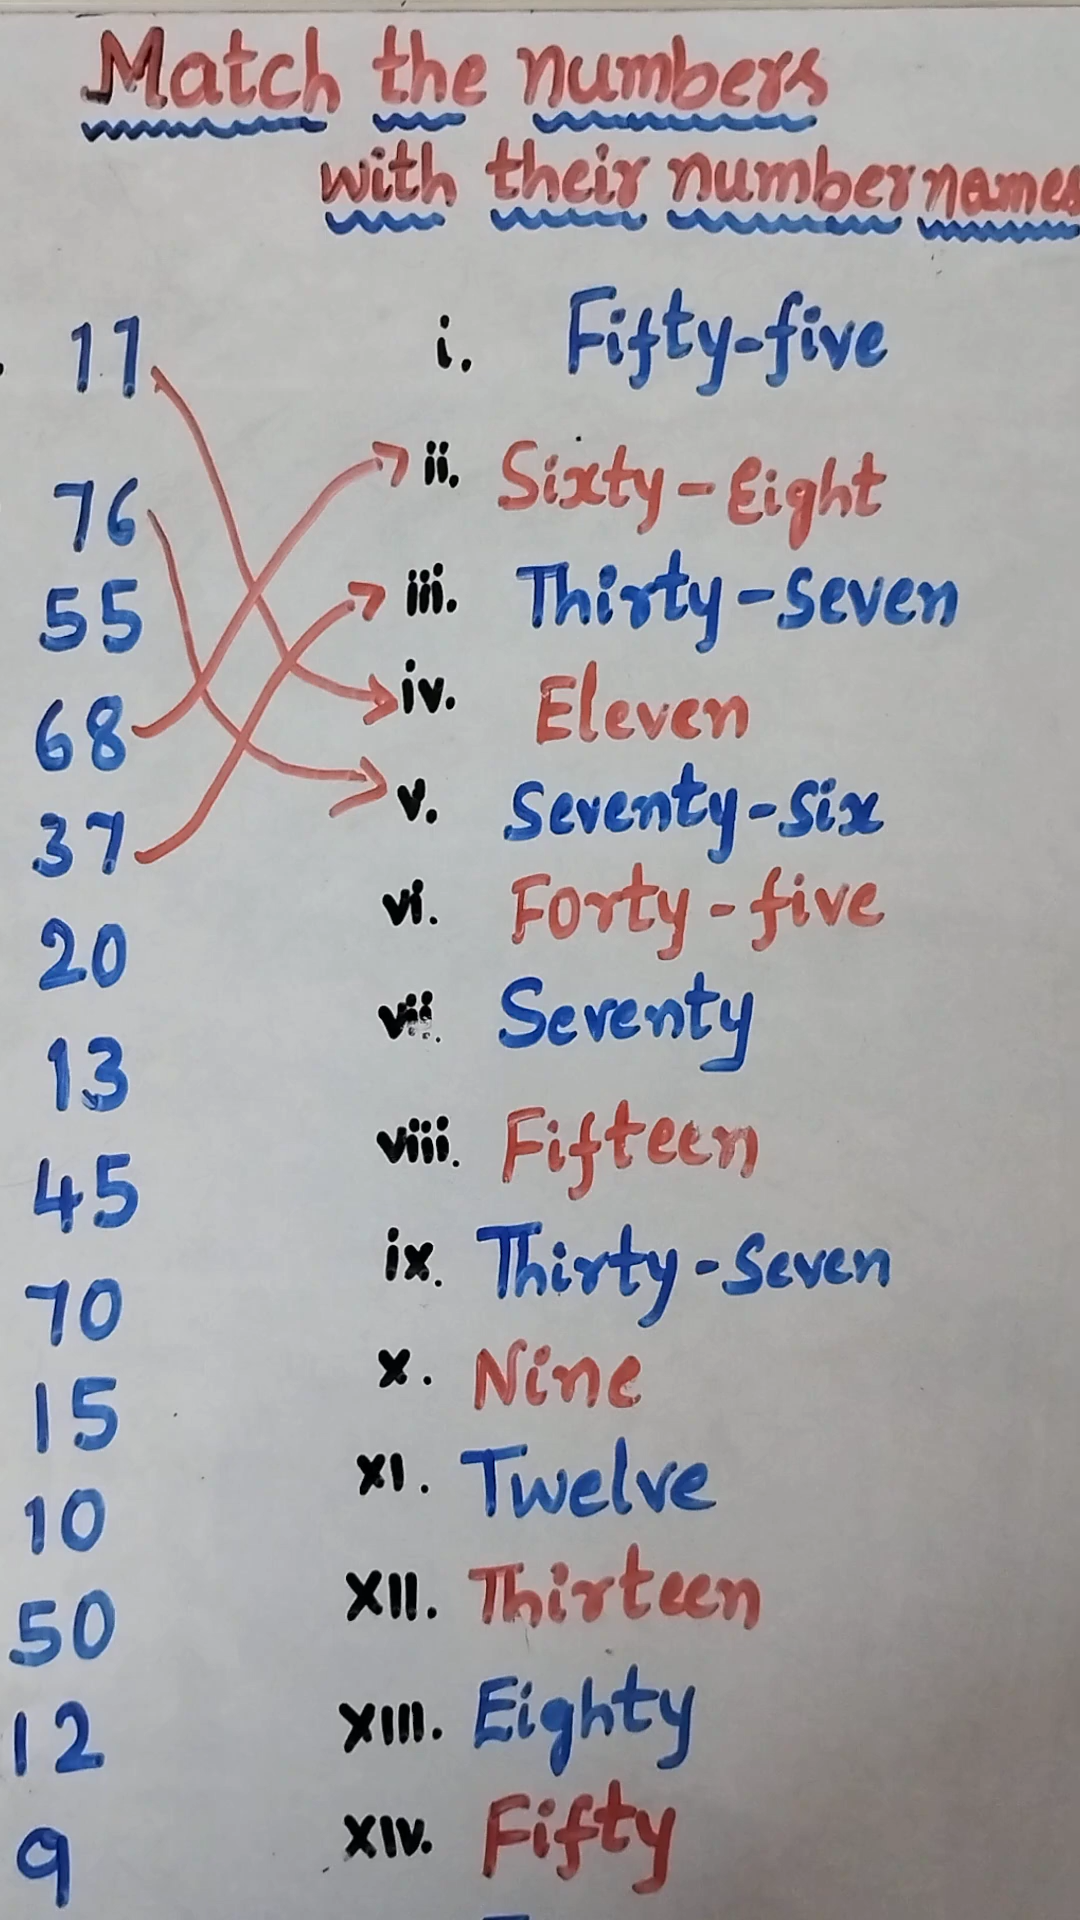 Match the numbers
with their number names
11 i. Fifty-five
76 ii. Sixty-Eight
55 iii. Thirty-Seven
68 iv. Eleven
37 v. Seventy-Six
20 vi. Forty-five
13 vii. Seventy
45 viii. Fifteen
70 ix. Thirty-Seven
15 x. Nine
10 xi. Twelve
50 XII. Thirteen
12 XIII. Eighty
9 XIV. Fifty